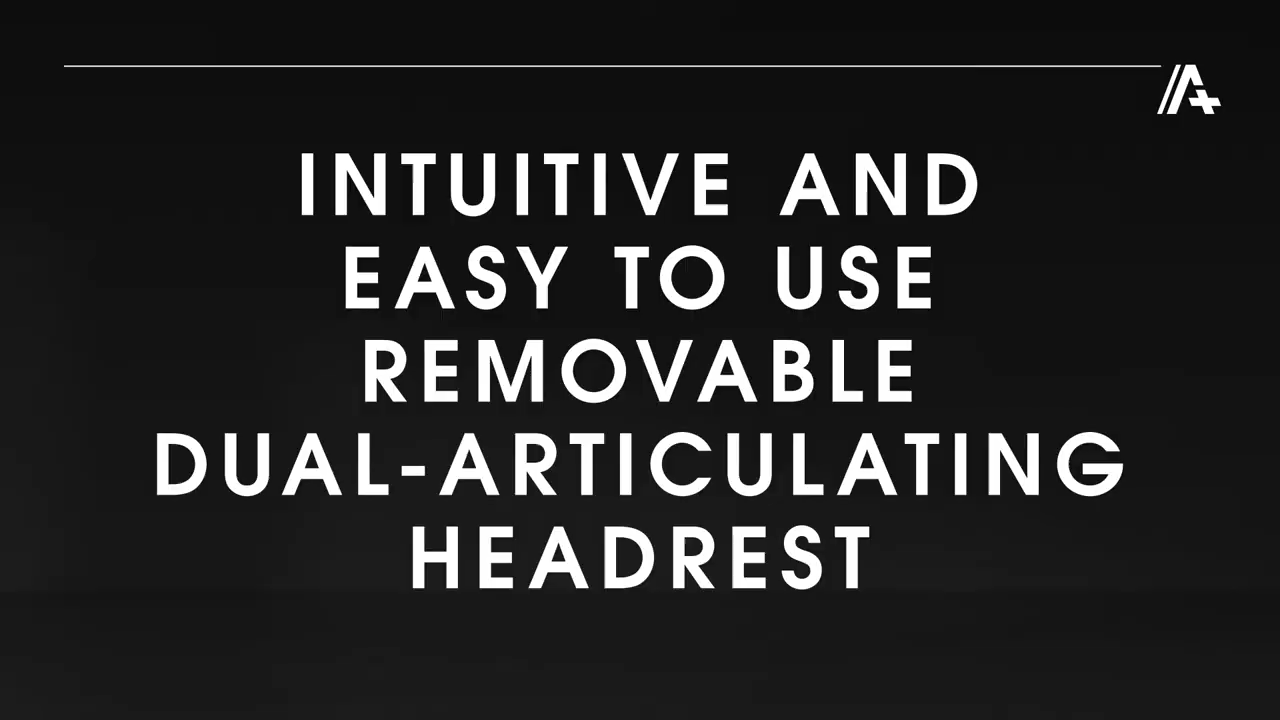 INTUITIVE AND
EASY TO USE
REMOVABLE
DUAL-ARTICULATING
HEADREST